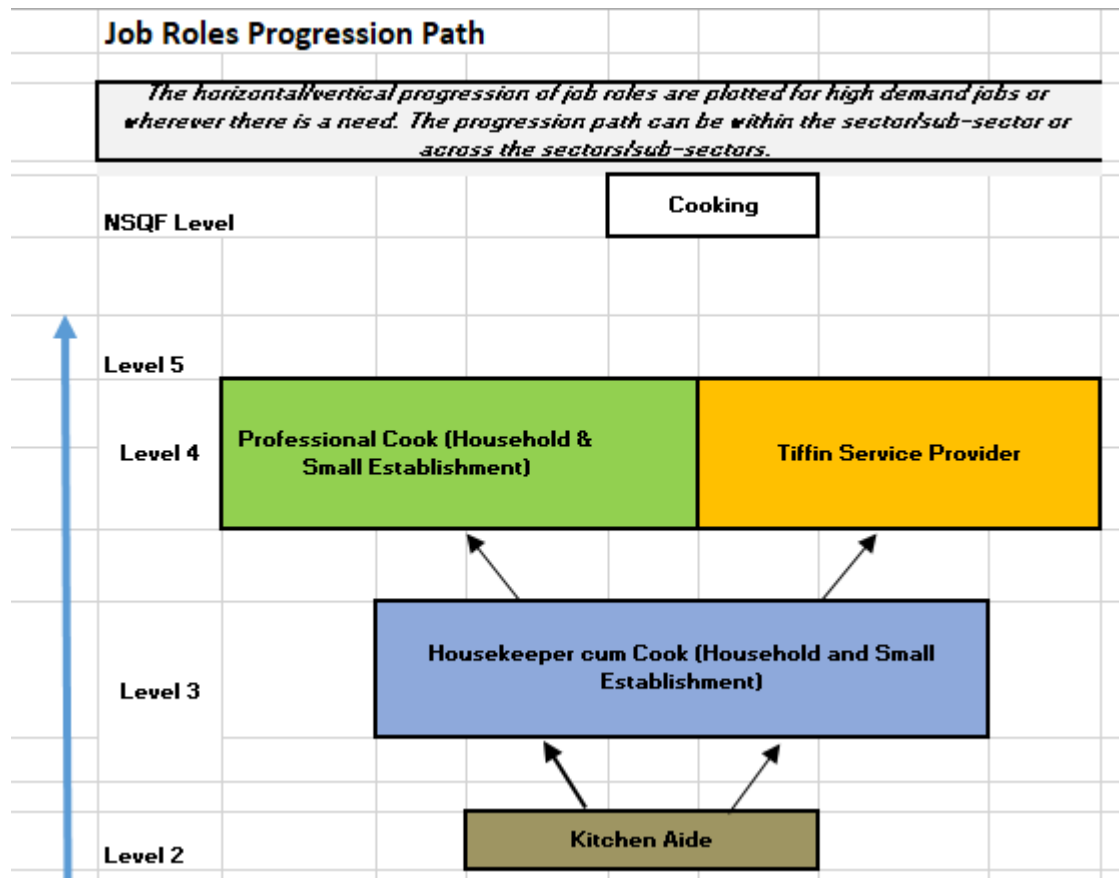 Job Roles Progression Path
The horizontal/vertical progression of job roles are plotted for high demand jobs or
wherever there is a need. The progression path can be within the sector/sub-sector or
across the sectors/sub-sectors.
Cooking
NSQF Level
Level 5
Level 4
Professional Cook (Household &
Small Establishment)
Tiffin Service Provider
Housekeeper cum Cook (Household and Small
Establishment)
Level 3
Kitchen Aide
Level 2